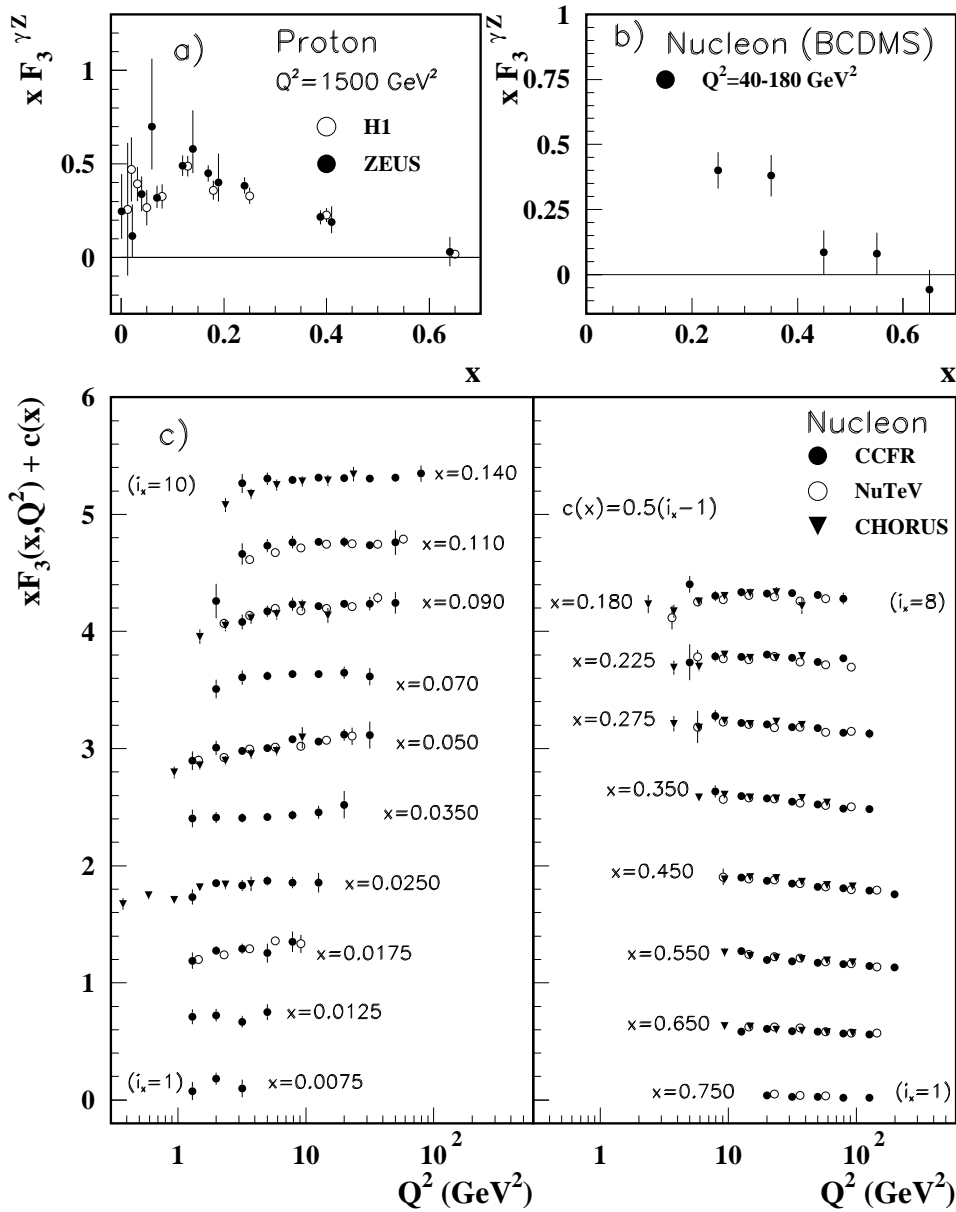 x F₃ ^γZ
a) Proton
Q²=1500 GeV²
H1
ZEUS
1
0.5
0
0 0.2 0.4 0.6
x
x F₃ ^γZ
b) Nucleon (BCDMS)
Q²=40-180 GeV²
1
0.75
0.5
0.25
0
0 0.2 0.4 0.6
x
xF₃(x,Q²) + c(x)
6
5
4
3
2
1
0
c)
(iₓ=10)
x=0.140
x=0.110
x=0.090
x=0.070
x=0.050
x=0.0350
x=0.0250
x=0.0175
x=0.0125
(iₓ=1)
x=0.0075
1 10 10²
Q² (GeV²)
Nucleon
CCFR
NuTeV
CHORUS
c(x)=0.5(iₓ−1)
x=0.180
(iₓ=8)
x=0.225
x=0.275
x=0.350
x=0.450
x=0.550
x=0.650
x=0.750
(iₓ=1)
1 10 10²
Q² (GeV²)